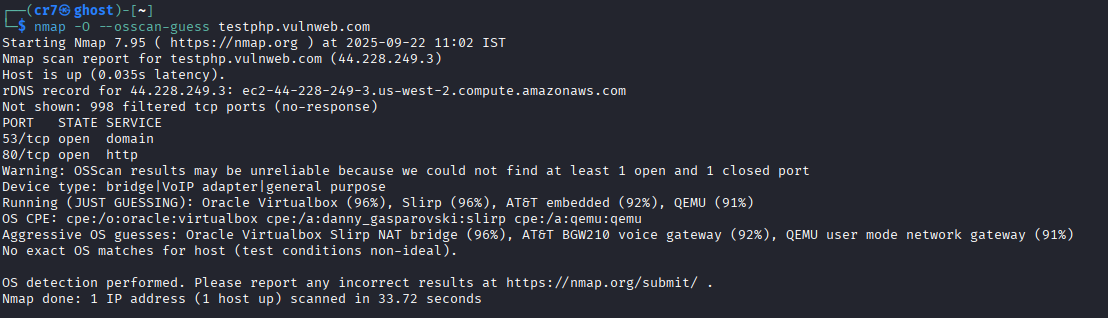 ┌──(cr7㉿ghost)-[~]
└─$ nmap -O --osscan-guess testphp.vulnweb.com
Starting Nmap 7.95 ( https://nmap.org ) at 2025-09-22 11:02 IST
Nmap scan report for testphp.vulnweb.com (44.228.249.3)
Host is up (0.035s latency).
rDNS record for 44.228.249.3: ec2-44-228-249-3.us-west-2.compute.amazonaws.com
Not shown: 998 filtered tcp ports (no-response)
PORT   STATE SERVICE
53/tcp open  domain
80/tcp open  http
Warning: OSScan results may be unreliable because we could not find at least 1 open and 1 closed port
Device type: bridge|VoIP adapter|general purpose
Running (JUST GUESSING): Oracle Virtualbox (96%), Slirp (96%), AT&T embedded (92%), QEMU (91%)
OS CPE: cpe:/o:oracle:virtualbox cpe:/a:danny_gasparovski:slirp cpe:/a:qemu:qemu
Aggressive OS guesses: Oracle Virtualbox Slirp NAT bridge (96%), AT&T BGW210 voice gateway (92%), QEMU user mode network gateway (91%)
No exact OS matches for host (test conditions non-ideal).

OS detection performed. Please report any incorrect results at https://nmap.org/submit/ .
Nmap done: 1 IP address (1 host up) scanned in 33.72 seconds